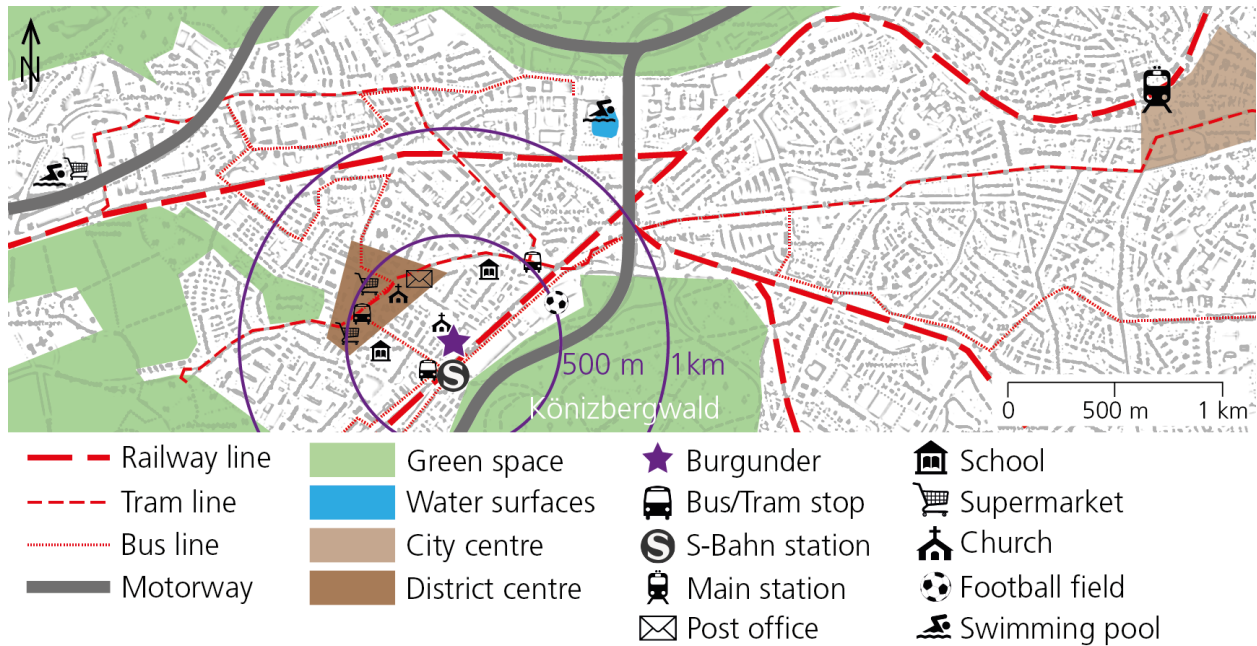 N
500 m 1km
Könizbergwald
0 500 m 1 km
Railway line
Tram line
Bus line
Motorway
Green space
Water surfaces
City centre
District centre
Burgunder
Bus/Tram stop
S S-Bahn station
Main station
Post office
School
Supermarket
Church
Football field
Swimming pool
S